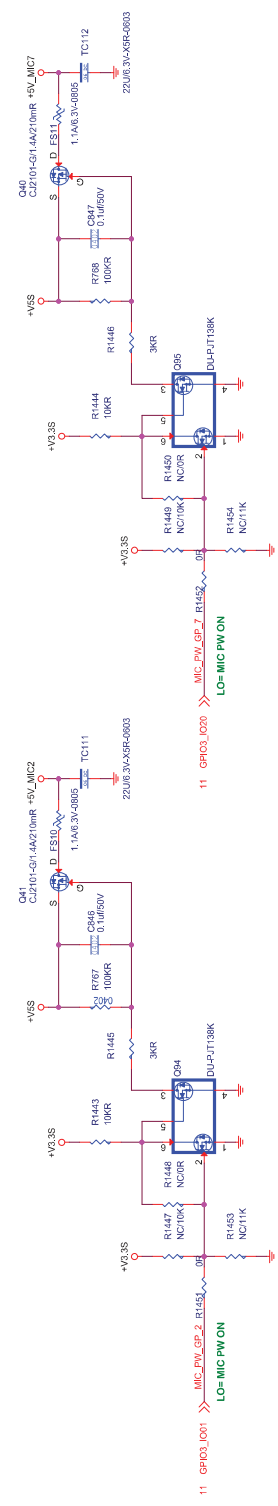 Q40
CJ2101-G/1.4A/210mR
+5V_MIC7
FS11
1.1A/6.3V-0805
TC112
22U/6.3V-X5R-0603
D
S
G
C847
0.1uf/50V
0402
+V5S
R768
100KR
R1446
3KR
+V3.3S
R1444
10KR
Q95
DU-PJT138K
3
4
5
6
1
2
R1450
NC/0R
R1449
NC/10K
+V3.3S
R1454
NC/11K
0R
R1452
MIC_PW_GP_7
LO= MIC PW ON
11 GPIO3_IO20
Q41
CJ2101-G/1.4A/210mR
+5V_MIC2
FS10
1.1A/6.3V-0805
TC111
22U/6.3V-X5R-0603
D
S
G
C846
0.1uf/50V
0402
+V5S
R767
100KR
0402
R1445
3KR
+V3.3S
R1443
10KR
Q94
DU-PJT138K
3
4
5
6
1
2
R1448
NC/0R
R1447
NC/10K
+V3.3S
R1453
NC/11K
0R
R1451
MIC_PW_GP_2
LO= MIC PW ON
11 GPIO3_IO01